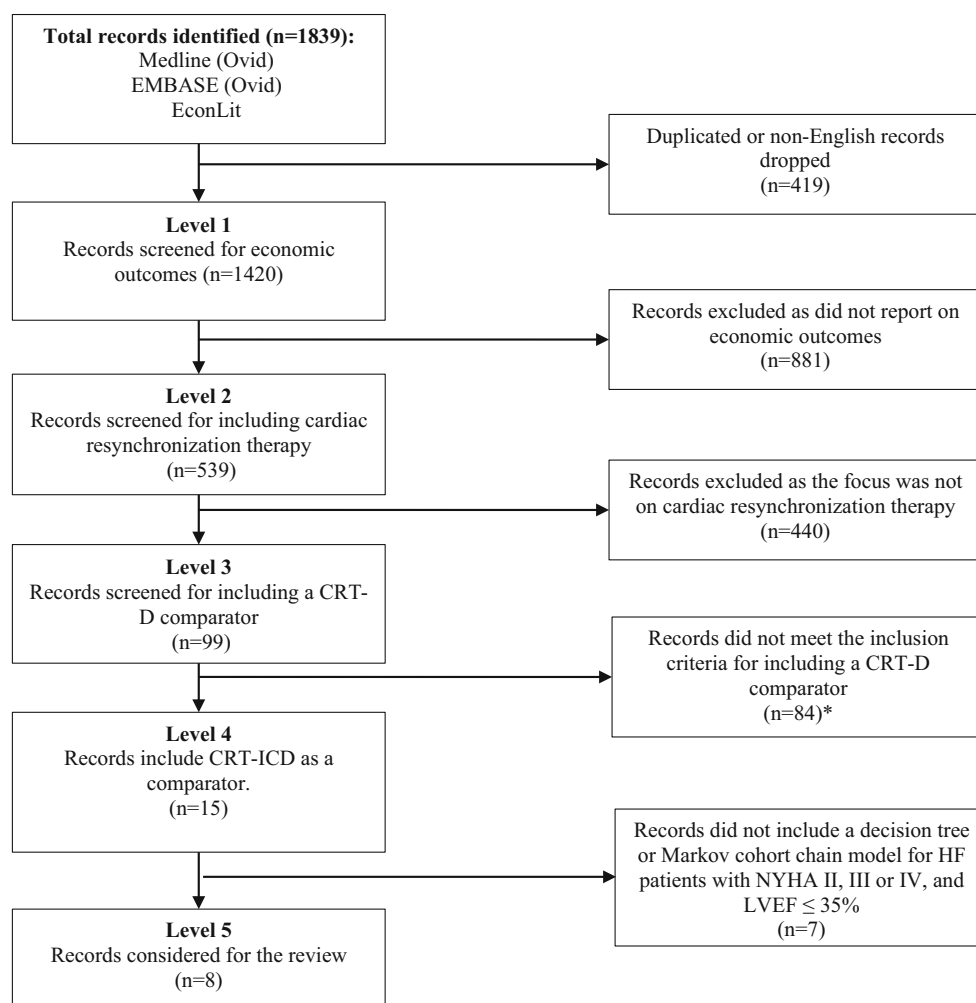 Total records identified (n=1839):
Medline (Ovid)
EMBASE (Ovid)
EconLit
Duplicated or non-English records
dropped
(n=419)
Level 1
Records screened for economic
outcomes (n=1420)
Records excluded as did not report on
economic outcomes
(n=881)
Level 2
Records screened for including cardiac
resynchronization therapy
(n=539)
Records excluded as the focus was not
on cardiac resynchronization therapy
(n=440)
Level 3
Records screened for including a CRT-
D comparator
(n=99)
Records did not meet the inclusion
criteria for including a CRT-D
comparator
(n=84)*
Level 4
Records include CRT-ICD as a
comparator.
(n=15)
Records did not include a decision tree
or Markov cohort chain model for HF
patients with NYHA II, III or IV, and
LVEF ≤ 35%
(n=7)
Level 5
Records considered for the review
(n=8)